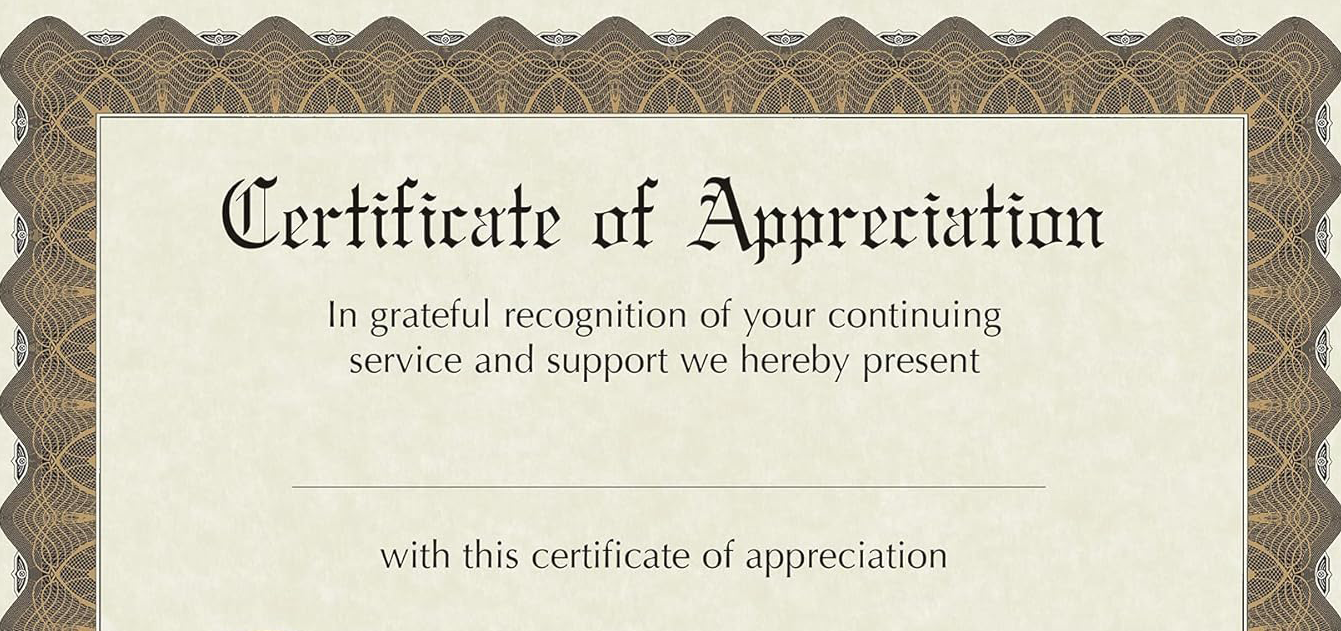 Certificate of Appreciation
In grateful recognition of your continuing
service and support we hereby present
with this certificate of appreciation